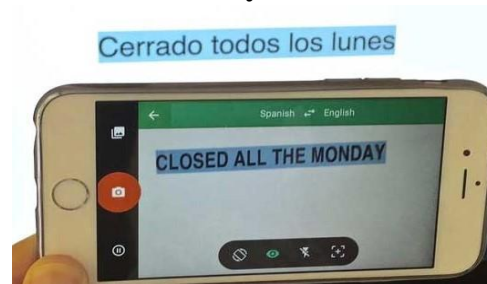 Cerrado todos los lunes
Spanish English
CLOSED ALL THE MONDAY